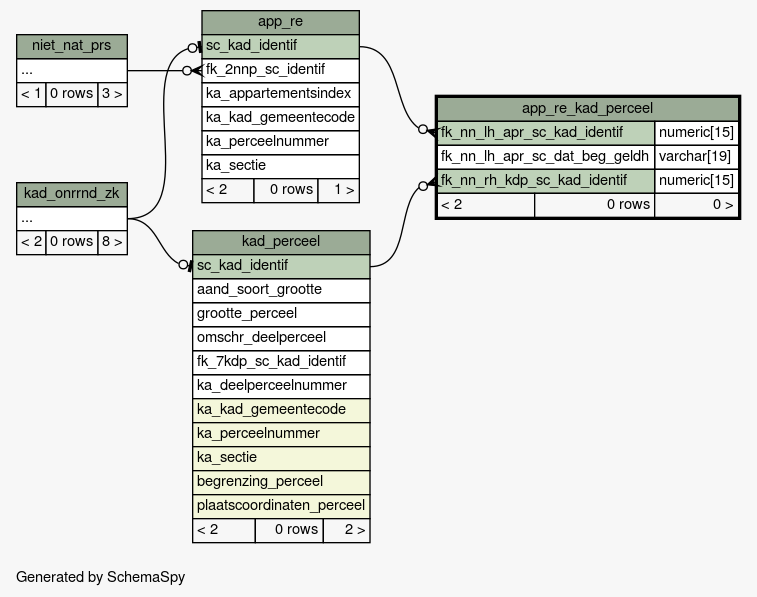 niet_nat_prs
...
< 1 0 rows 3 >
kad_onrrnd_zk
...
< 2 0 rows 8 >
app_re
sc_kad_identif
fk_2nnp_sc_identif
ka_appartementsindex
ka_kad_gemeentecode
ka_perceelnummer
ka_sectie
< 2 0 rows 1 >
kad_perceel
sc_kad_identif
aand_soort_grootte
grootte_perceel
omschr_deelperceel
fk_7kdp_sc_kad_identif
ka_deelperceelnummer
ka_kad_gemeentecode
ka_perceelnummer
ka_sectie
begrenzing_perceel
plaatscoordinaten_perceel
< 2 0 rows 2 >
app_re_kad_perceel
fk_nn_lh_apr_sc_kad_identif numeric[15]
fk_nn_lh_apr_sc_dat_beg_geldh varchar[19]
fk_nn_rh_kdp_sc_kad_identif numeric[15]
< 2 0 rows 0 >
Generated by SchemaSpy